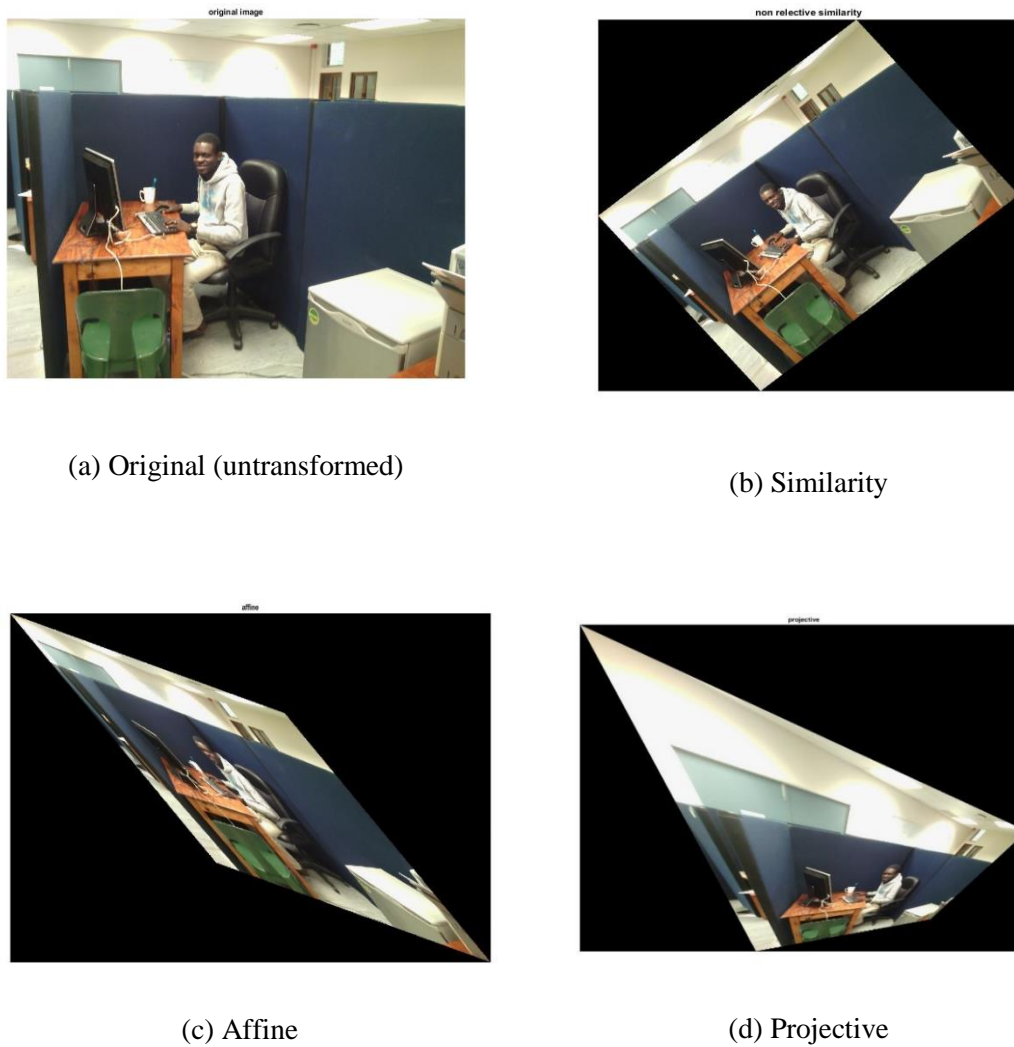 original image
non relective similarity
(a) Original (untransformed)
(b) Similarity
affine
projective
(c) Affine
(d) Projective